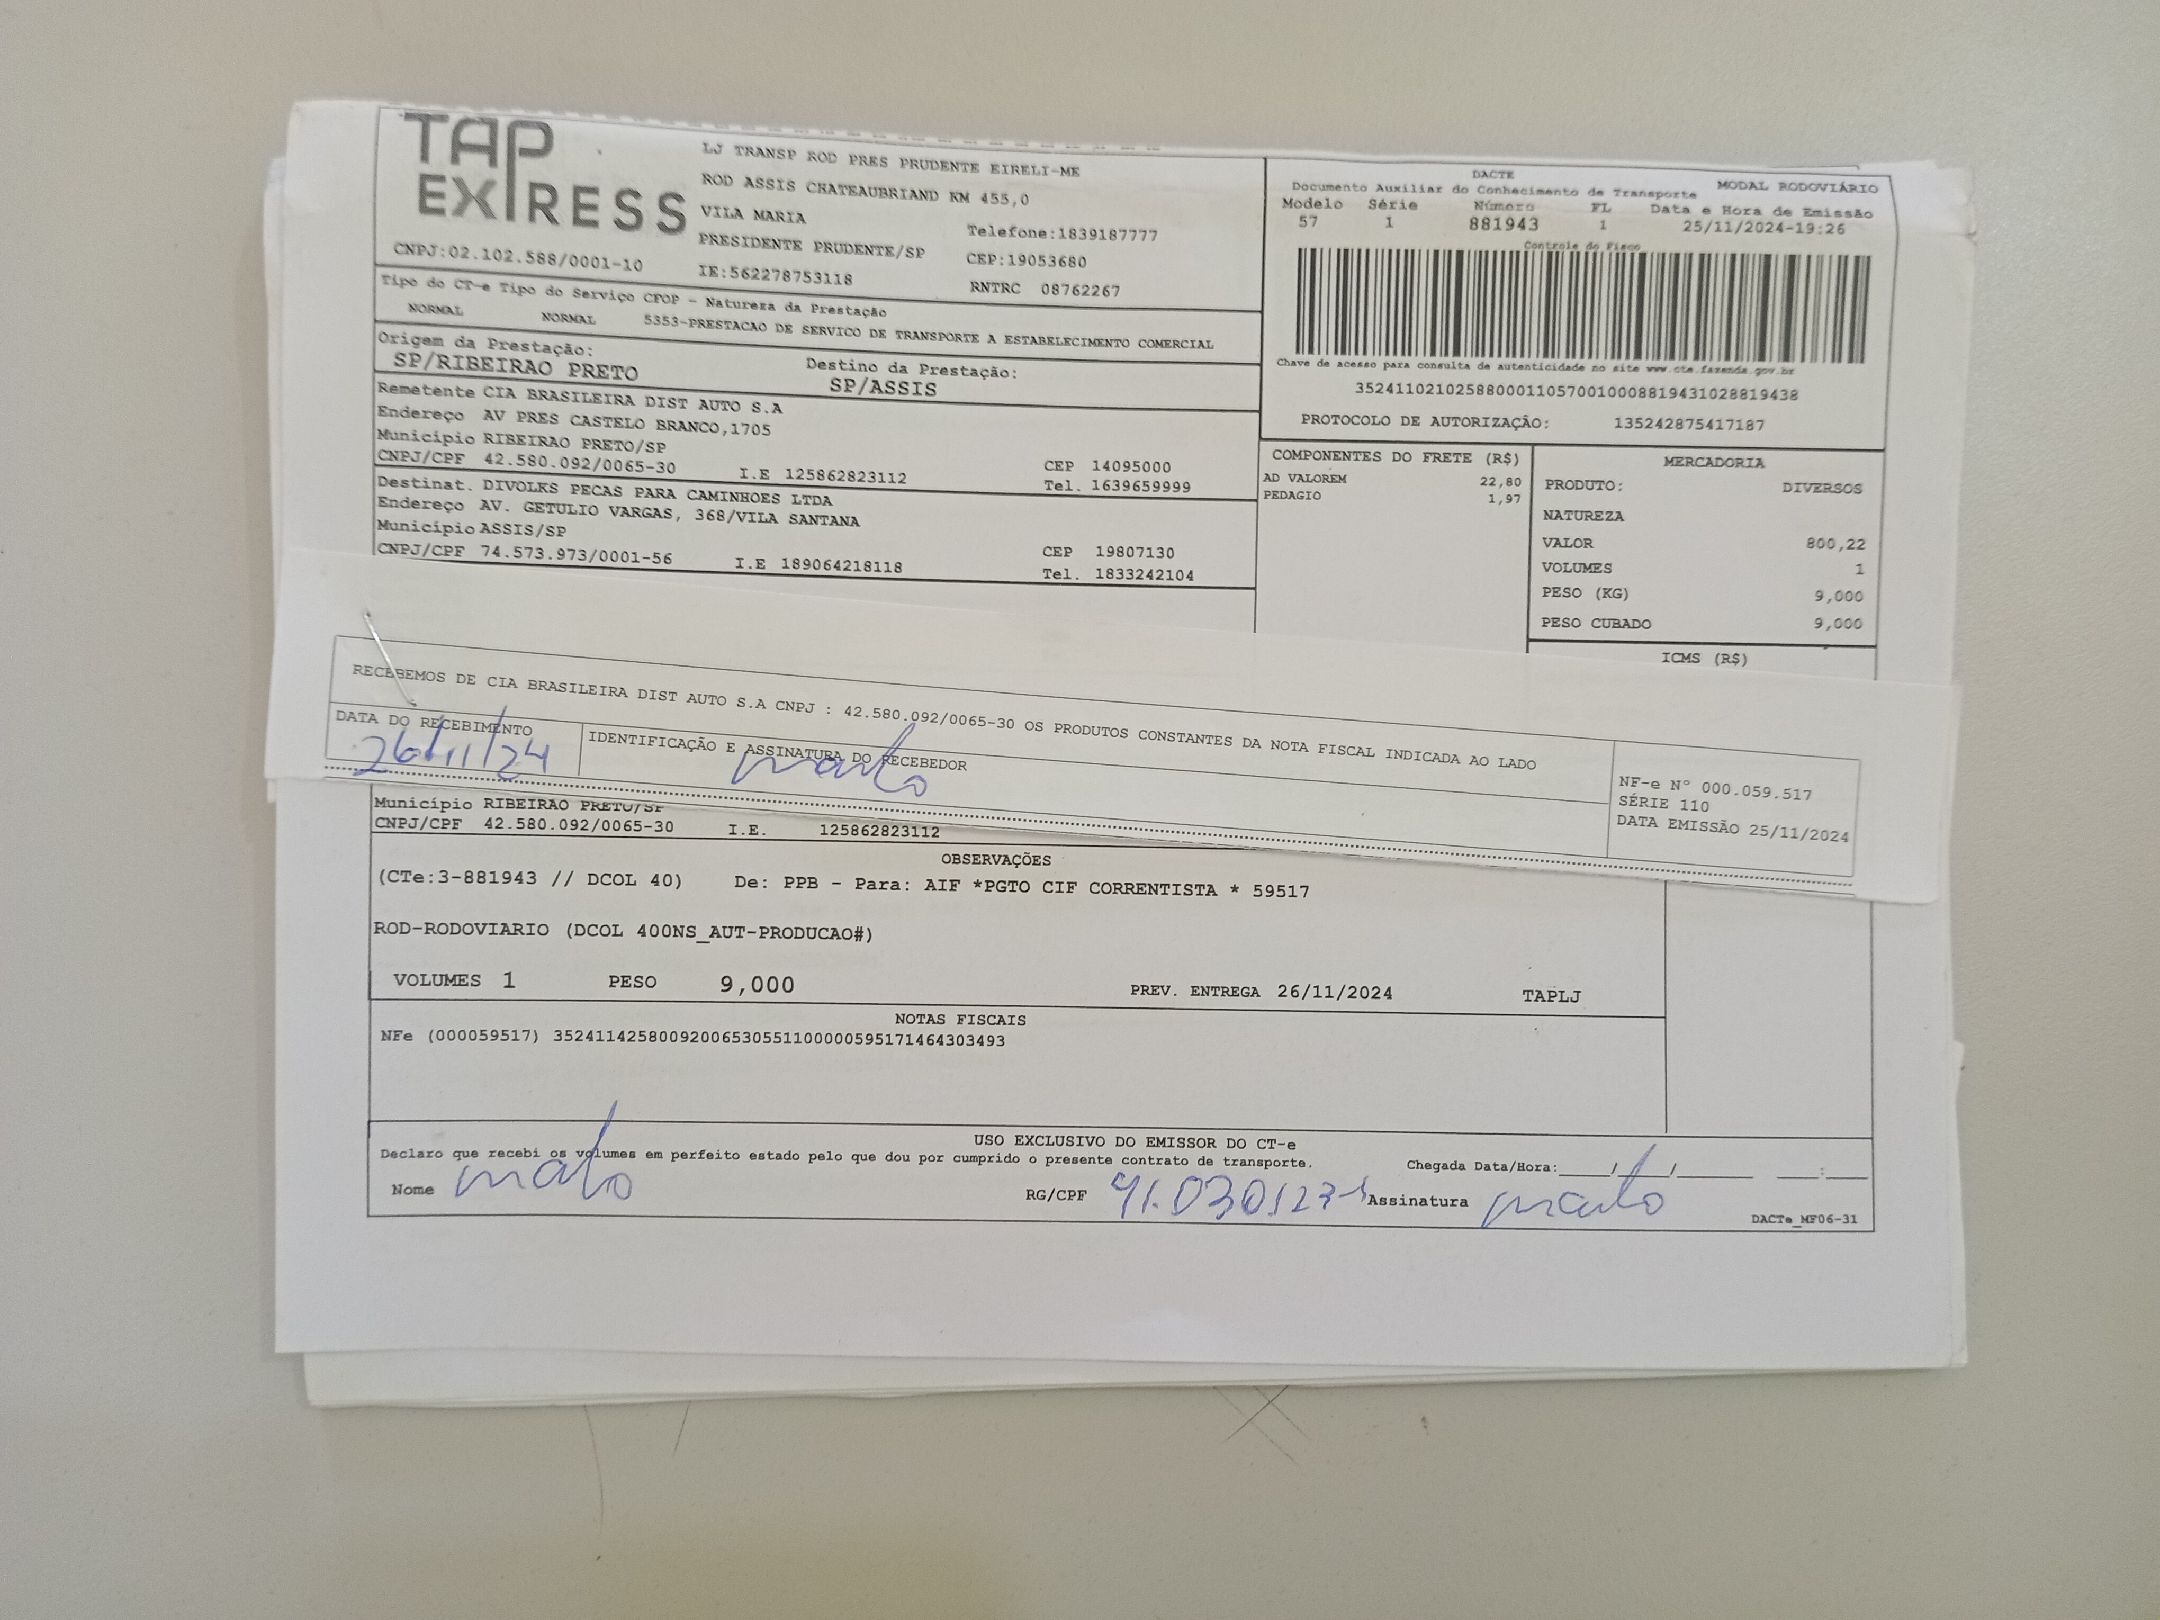 TAP
EXPRESS
CNPJ:02.102.588/0001-10
LJ TRANSP ROD PRES PRUDENTE EIRELI-ME
ROD ASSIS CHATEAUBRIAND KM 455,0
VILA MARIA
PRESIDENTE PRUDENTE/SP
IE:562278753118
Telefone:1839187777
CEP:19053680
RNTRC 08762267
DACTE
Documento Auxiliar do Conhecimento de Transporte MODAL RODOVIÁRIO
Modelo Série Número FL Data e Hora de Emissão
57 1 881943 1 25/11/2024-19:26
Controle do Fisco
Chave de acesso para consulta de autenticidade no site www.cte.fazenda.gov.br
35241102102588000110570010008819431028819438
PROTOCOLO DE AUTORIZAÇÃO: 135242875417187
Tipo do CT-e Tipo do Serviço CFOP - Natureza da Prestação
NORMAL NORMAL 5353-PRESTACAO DE SERVICO DE TRANSPORTE A ESTABELECIMENTO COMERCIAL
Origem da Prestação: Destino da Prestação:
SP/RIBEIRAO PRETO SP/ASSIS
Remetente CIA BRASILEIRA DIST AUTO S.A
Endereço AV PRES CASTELO BRANCO,1705
Município RIBEIRAO PRETO/SP CEP 14095000
CNPJ/CPF 42.580.092/0065-30 I.E 125862823112 Tel. 1639659999
Destinat. DIVOLKS PECAS PARA CAMINHOES LTDA
Endereço AV. GETULIO VARGAS, 368/VILA SANTANA
Município ASSIS/SP CEP 19807130
CNPJ/CPF 74.573.973/0001-56 I.E 189064218118 Tel. 1833242104
COMPONENTES DO FRETE (R$)
AD VALOREM 22,80
PEDAGIO 1,97
MERCADORIA
PRODUTO: DIVERSOS
NATUREZA
VALOR 800,22
VOLUMES 1
PESO (KG) 9,000
PESO CUBADO 9,000
ICMS (R$)
RECEBEMOS DE CIA BRASILEIRA DIST AUTO S.A CNPJ : 42.580.092/0065-30 OS PRODUTOS CONSTANTES DA NOTA FISCAL INDICADA AO LADO
DATA DO RECEBIMENTO IDENTIFICAÇÃO E ASSINATURA DO RECEBEDOR
26/11/24
NF-e N° 000.059.517
SÉRIE 110
DATA EMISSÃO 25/11/2024
Município RIBEIRAO PRETO/SP
CNPJ/CPF 42.580.092/0065-30 I.E. 125862823112
OBSERVAÇÕES
(CTe:3-881943 // DCOL 40) De: PPB - Para: AIF *PGTO CIF CORRENTISTA * 59517
ROD-RODOVIARIO (DCOL 400NS_AUT-PRODUCAO#)
VOLUMES 1 PESO 9,000 PREV. ENTREGA 26/11/2024 TAPLJ
NOTAS FISCAIS
NFe (000059517) 35241142580092006530551100000595171464303493
USO EXCLUSIVO DO EMISSOR DO CT-e
Declaro que recebi os volumes em perfeito estado pelo que dou por cumprido o presente contrato de transporte. Chegada Data/Hora:____/____/______ __:__
Nome RG/CPF Assinatura
DACTe_MF06-31